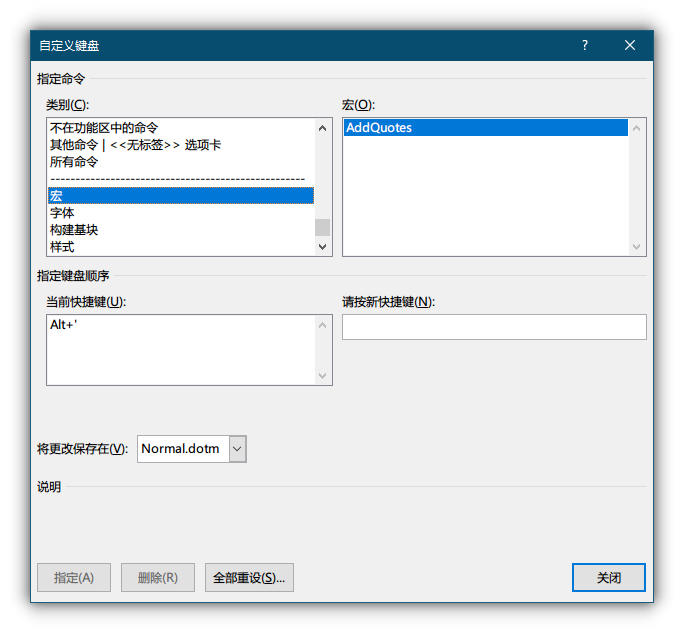 自定义键盘
指定命令
类别(C):
不在功能区中的命令
其他命令 | <<无标签>> 选项卡
所有命令
---------------------------------------------------
宏
字体
构建基块
样式
宏(O):
AddQuotes
指定键盘顺序
当前快捷键(U):
Alt+'
请按新快捷键(N):
将更改保存在(V):
Normal.dotm
说明
指定(A)
删除(R)
全部重设(S)...
关闭